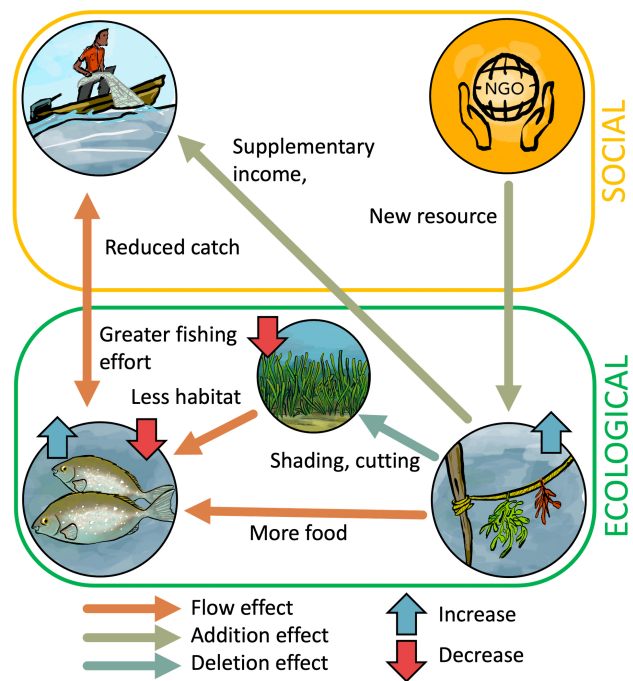 NGO
SOCIAL
Supplementary
income,
New resource
Reduced catch
Greater fishing
effort
Less habitat
Shading, cutting
More food
ECOLOGICAL
Flow effect
Addition effect
Deletion effect
Increase
Decrease